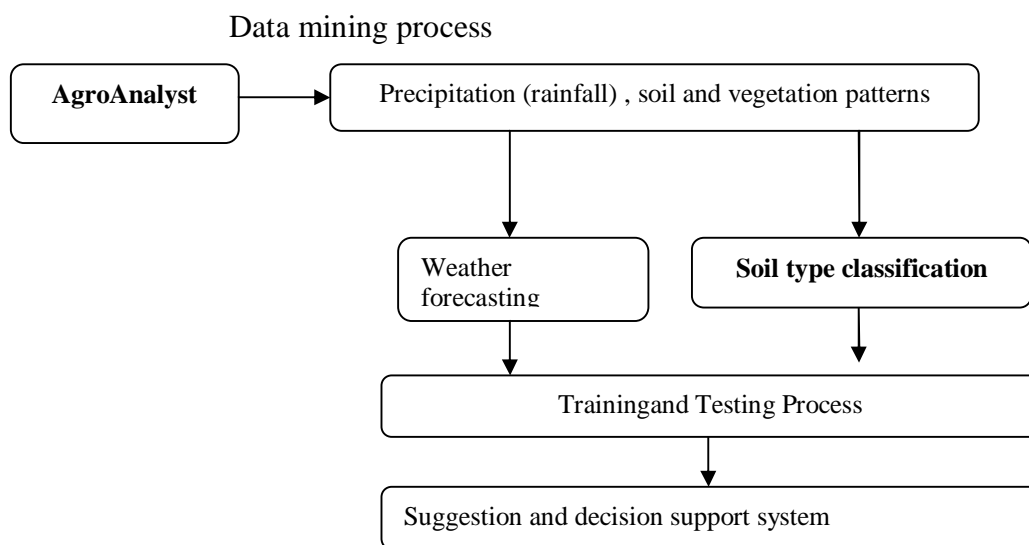 Data mining process
AgroAnalyst
Precipitation (rainfall) , soil and vegetation patterns
Weather
forecasting
Soil type classification
Trainingand Testing Process
Suggestion and decision support system